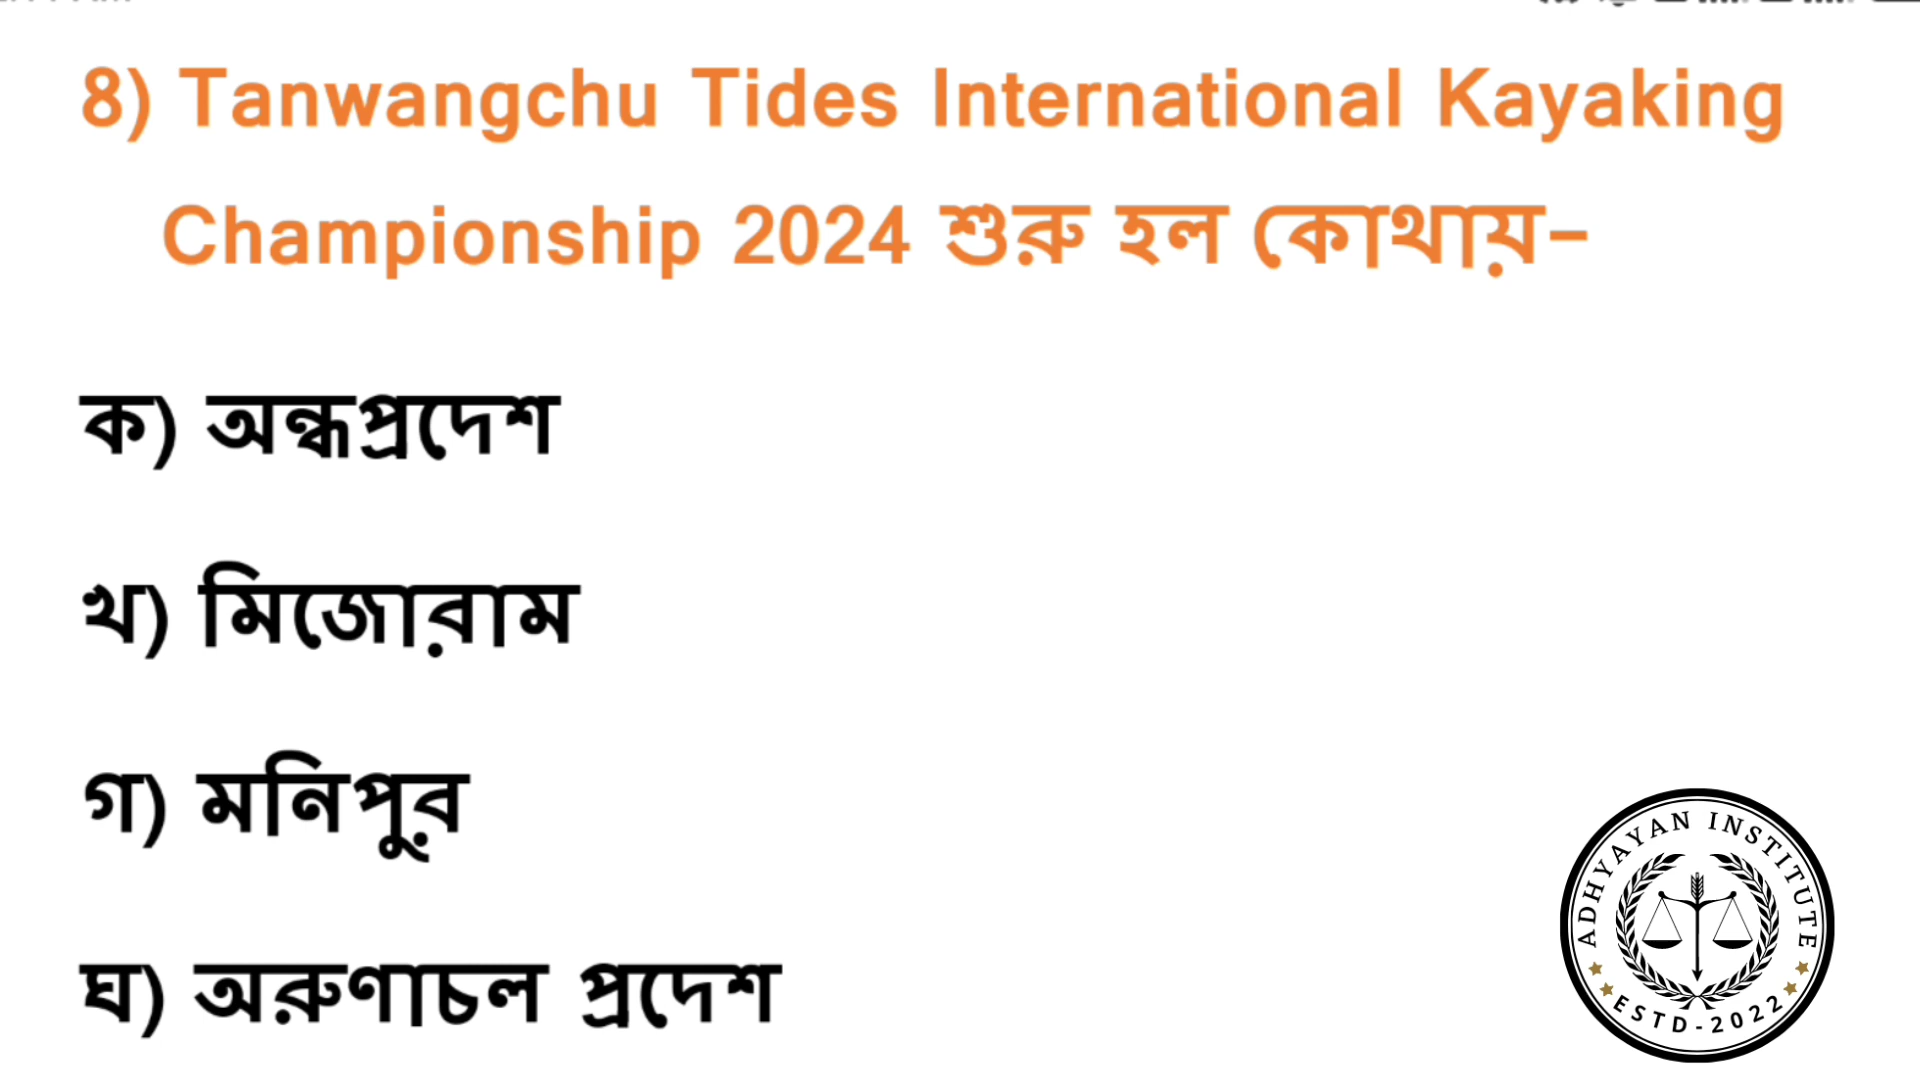 8) Tanwangchu Tides International Kayaking
Championship 2024 শুরু হল কোথায়-
ক) অন্ধপ্রদেশ
খ) মিজোরাম
গ) মনিপুর
ঘ) অরুণাচল প্রদেশ
ADHYAYAN INSTITUTE
ESTD-2022